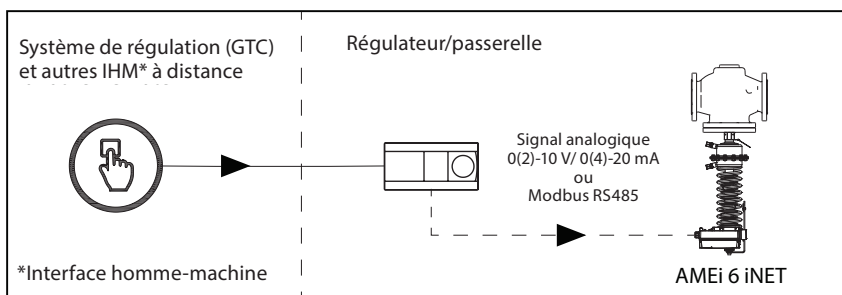 Système de régulation (GTC)
et autres IHM* à distance
Régulateur/passerelle
Signal analogique
0(2)-10 V/ 0(4)-20 mA
ou
Modbus RS485
*Interface homme-machine
AMEi 6 iNET